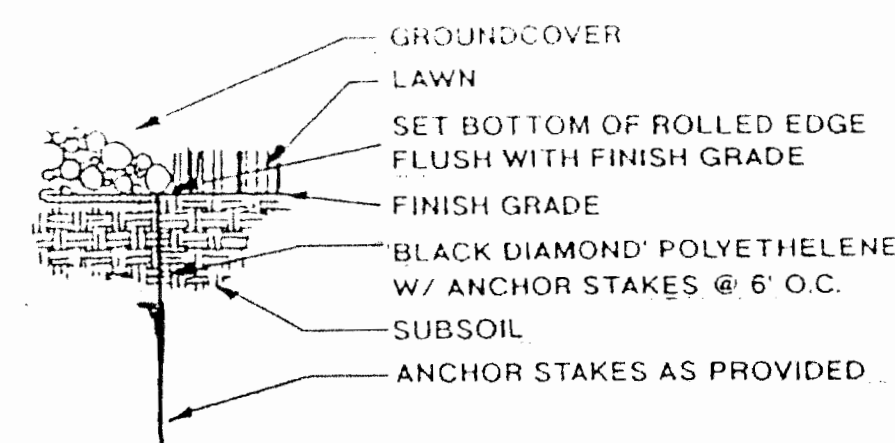 GROUNDCOVER
LAWN
SET BOTTOM OF ROLLED EDGE
FLUSH WITH FINISH GRADE
FINISH GRADE
'BLACK DIAMOND' POLYETHELENE
W/ ANCHOR STAKES @ 6' O.C.
SUBSOIL
ANCHOR STAKES AS PROVIDED